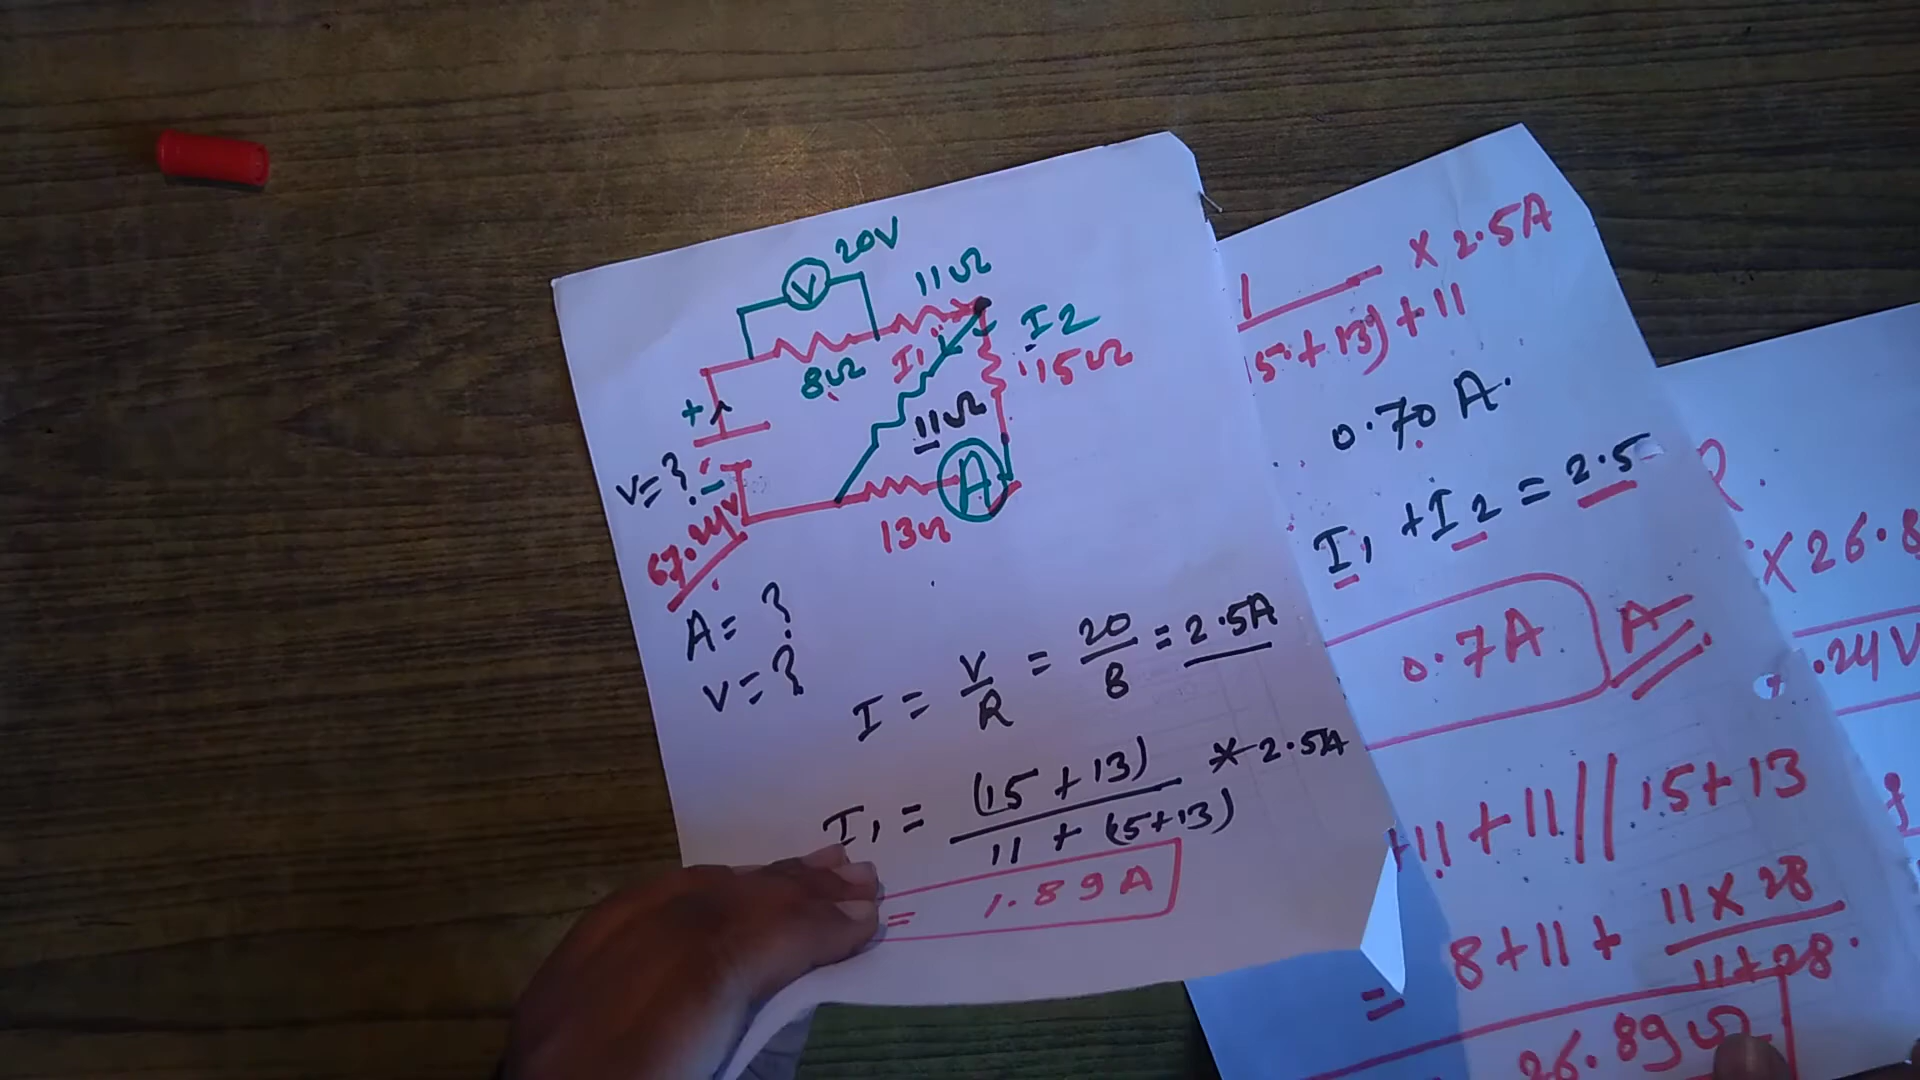 20V
V
11Ω
I2
I1
8Ω
15Ω
+
11Ω
V=?
-
67.24V
A
13Ω
A=?
V=?
I = V/R = 20/8 = 2.5A
I1 = (15+13) / 11 + (15+13) * 2.5A
= 1.89 A
× 2.5A
15+13)+11
0.70 A.
I1 + I2 = 2.5
0.7A A
11+11//15+13
= 8+11+ 11×28 / 11+28.
26.89Ω
×26.8
.24V